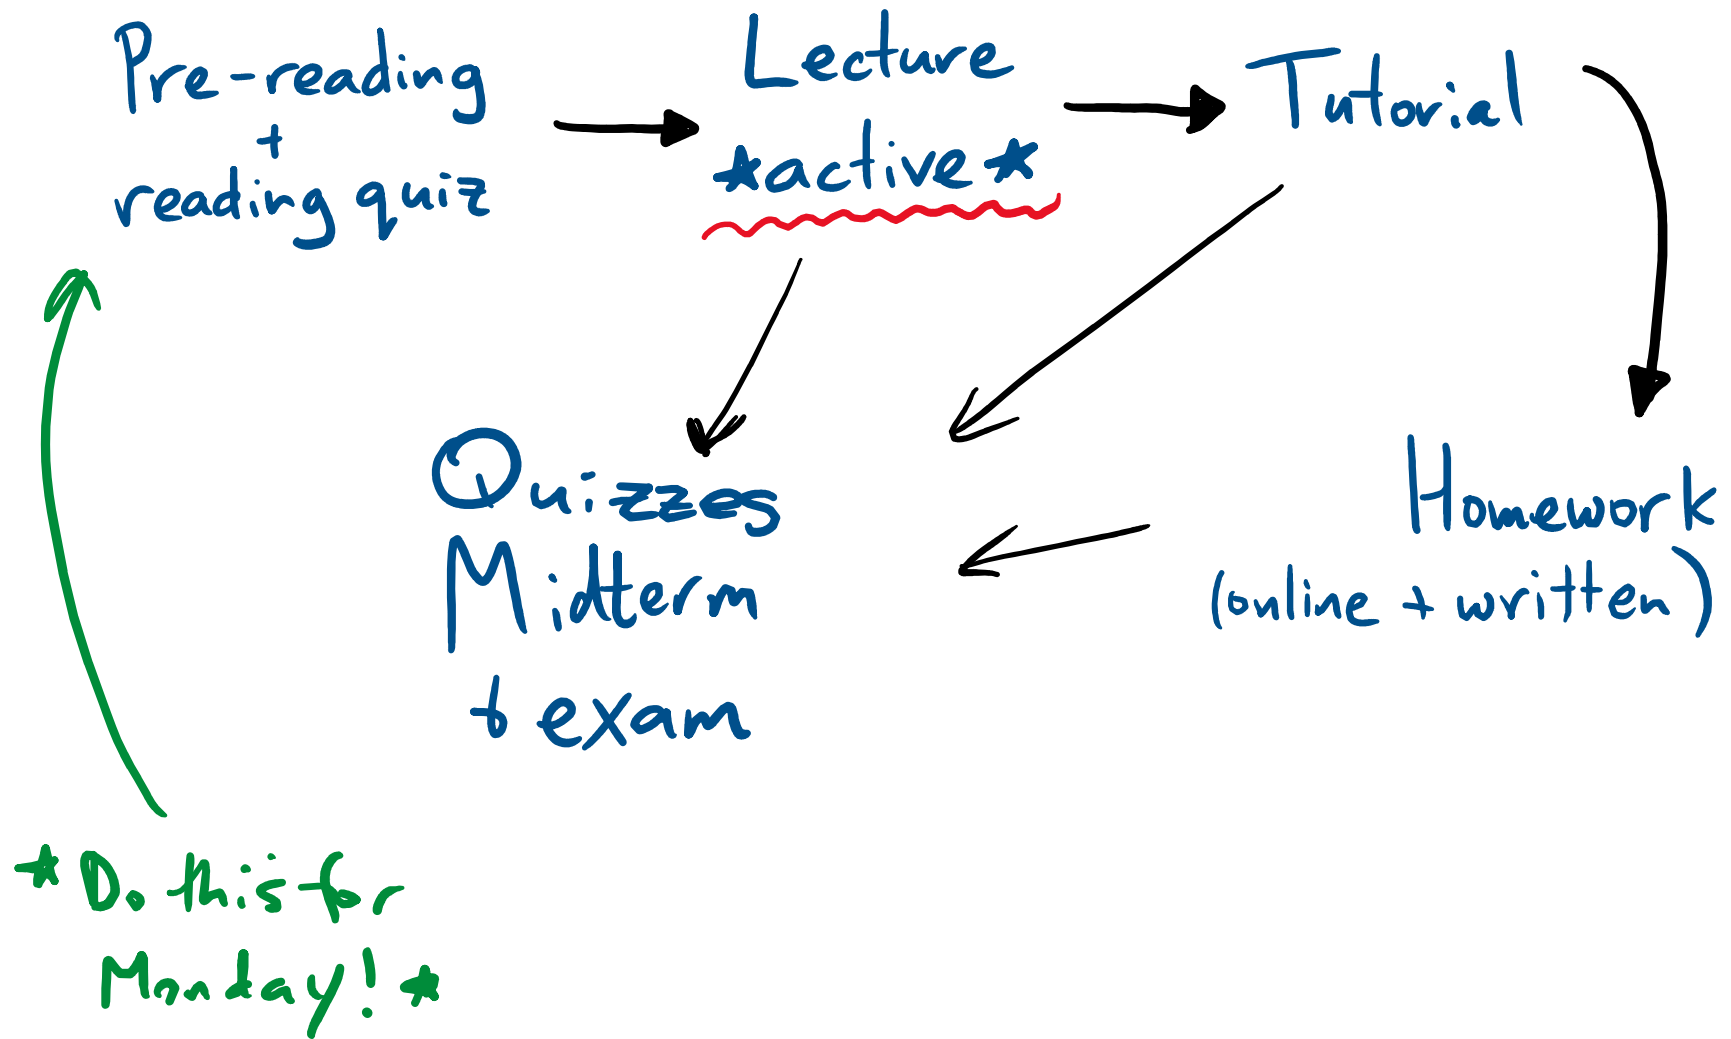 Pre-reading
+
reading quiz
Lecture
*active*
Tutorial
Quizzes
Midterm
+ exam
Homework
(online + written)
*Do this for
Monday!*